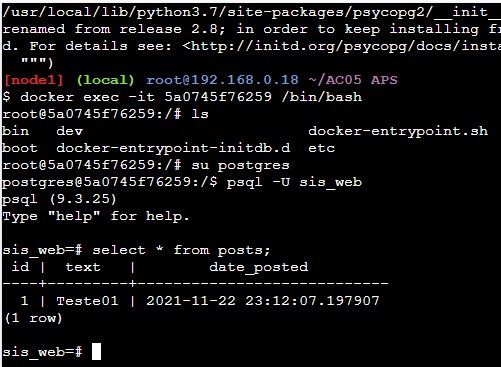 /usr/local/lib/python3.7/site-packages/psycopg2/__init_
renamed from release 2.8; in order to keep installing fr
d. For details see: <http://initd.org/psycopg/docs/insta
""")
[node1] (local) root@192.168.0.18 ~/AC05 APS
$ docker exec -it 5a0745f76259 /bin/bash
root@5a0745f76259:/# ls
bin   dev                         docker-entrypoint.sh
boot  docker-entrypoint-initdb.d  etc
root@5a0745f76259:/# su postgres
postgres@5a0745f76259:/$ psql -U sis_web
psql (9.3.25)
Type "help" for help.

sis_web=# select * from posts;
 id |  text   |        date_posted
----+---------+----------------------------
  1 | Teste01 | 2021-11-22 23:12:07.197907
(1 row)

sis_web=#